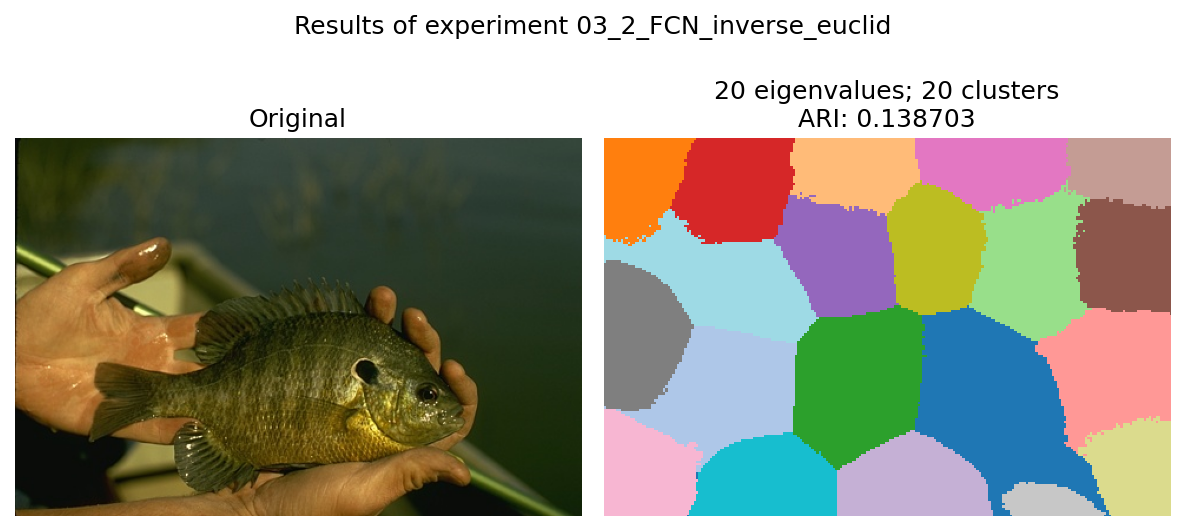 Results of experiment 03_2_FCN_inverse_euclid
Original
20 eigenvalues; 20 clusters
ARI: 0.138703